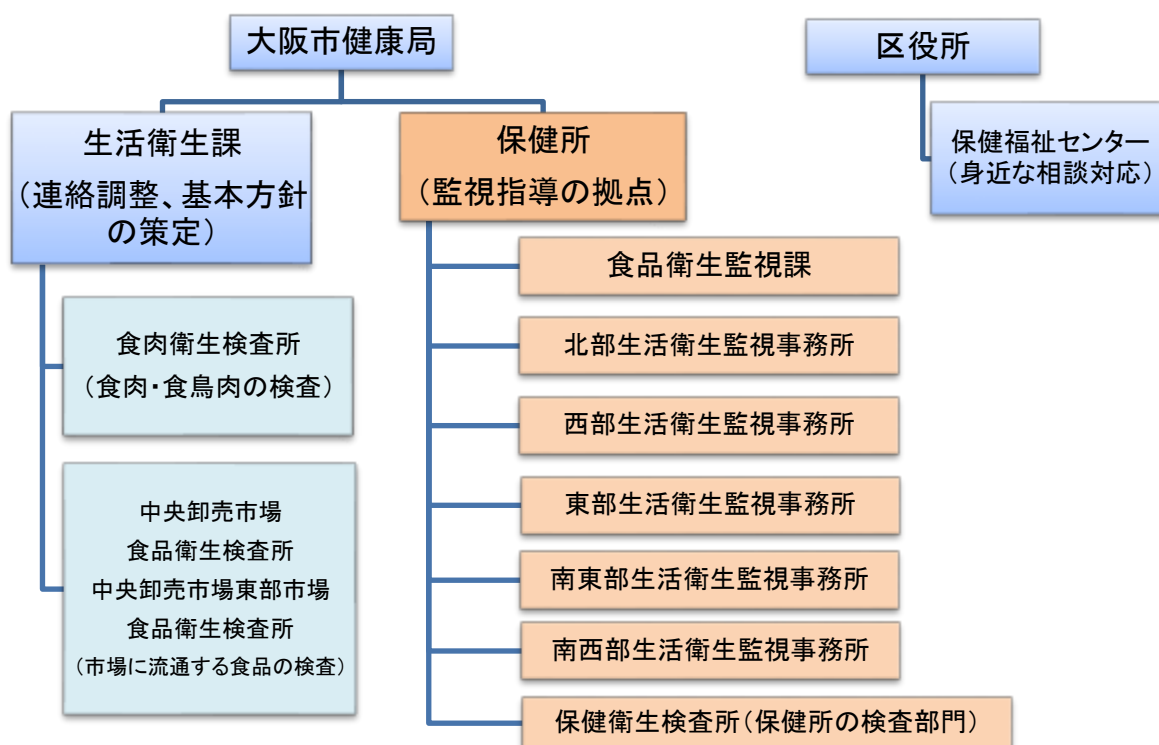 大阪市健康局
区役所
生活衛生課
（連絡調整、基本方針
の策定）
保健所
（監視指導の拠点）
保健福祉センター
（身近な相談対応）
食肉衛生検査所
（食肉・食鳥肉の検査）
中央卸売市場
食品衛生検査所
中央卸売市場東部市場
食品衛生検査所
（市場に流通する食品の検査）
食品衛生監視課
北部生活衛生監視事務所
西部生活衛生監視事務所
東部生活衛生監視事務所
南東部生活衛生監視事務所
南西部生活衛生監視事務所
保健衛生検査所（保健所の検査部門）